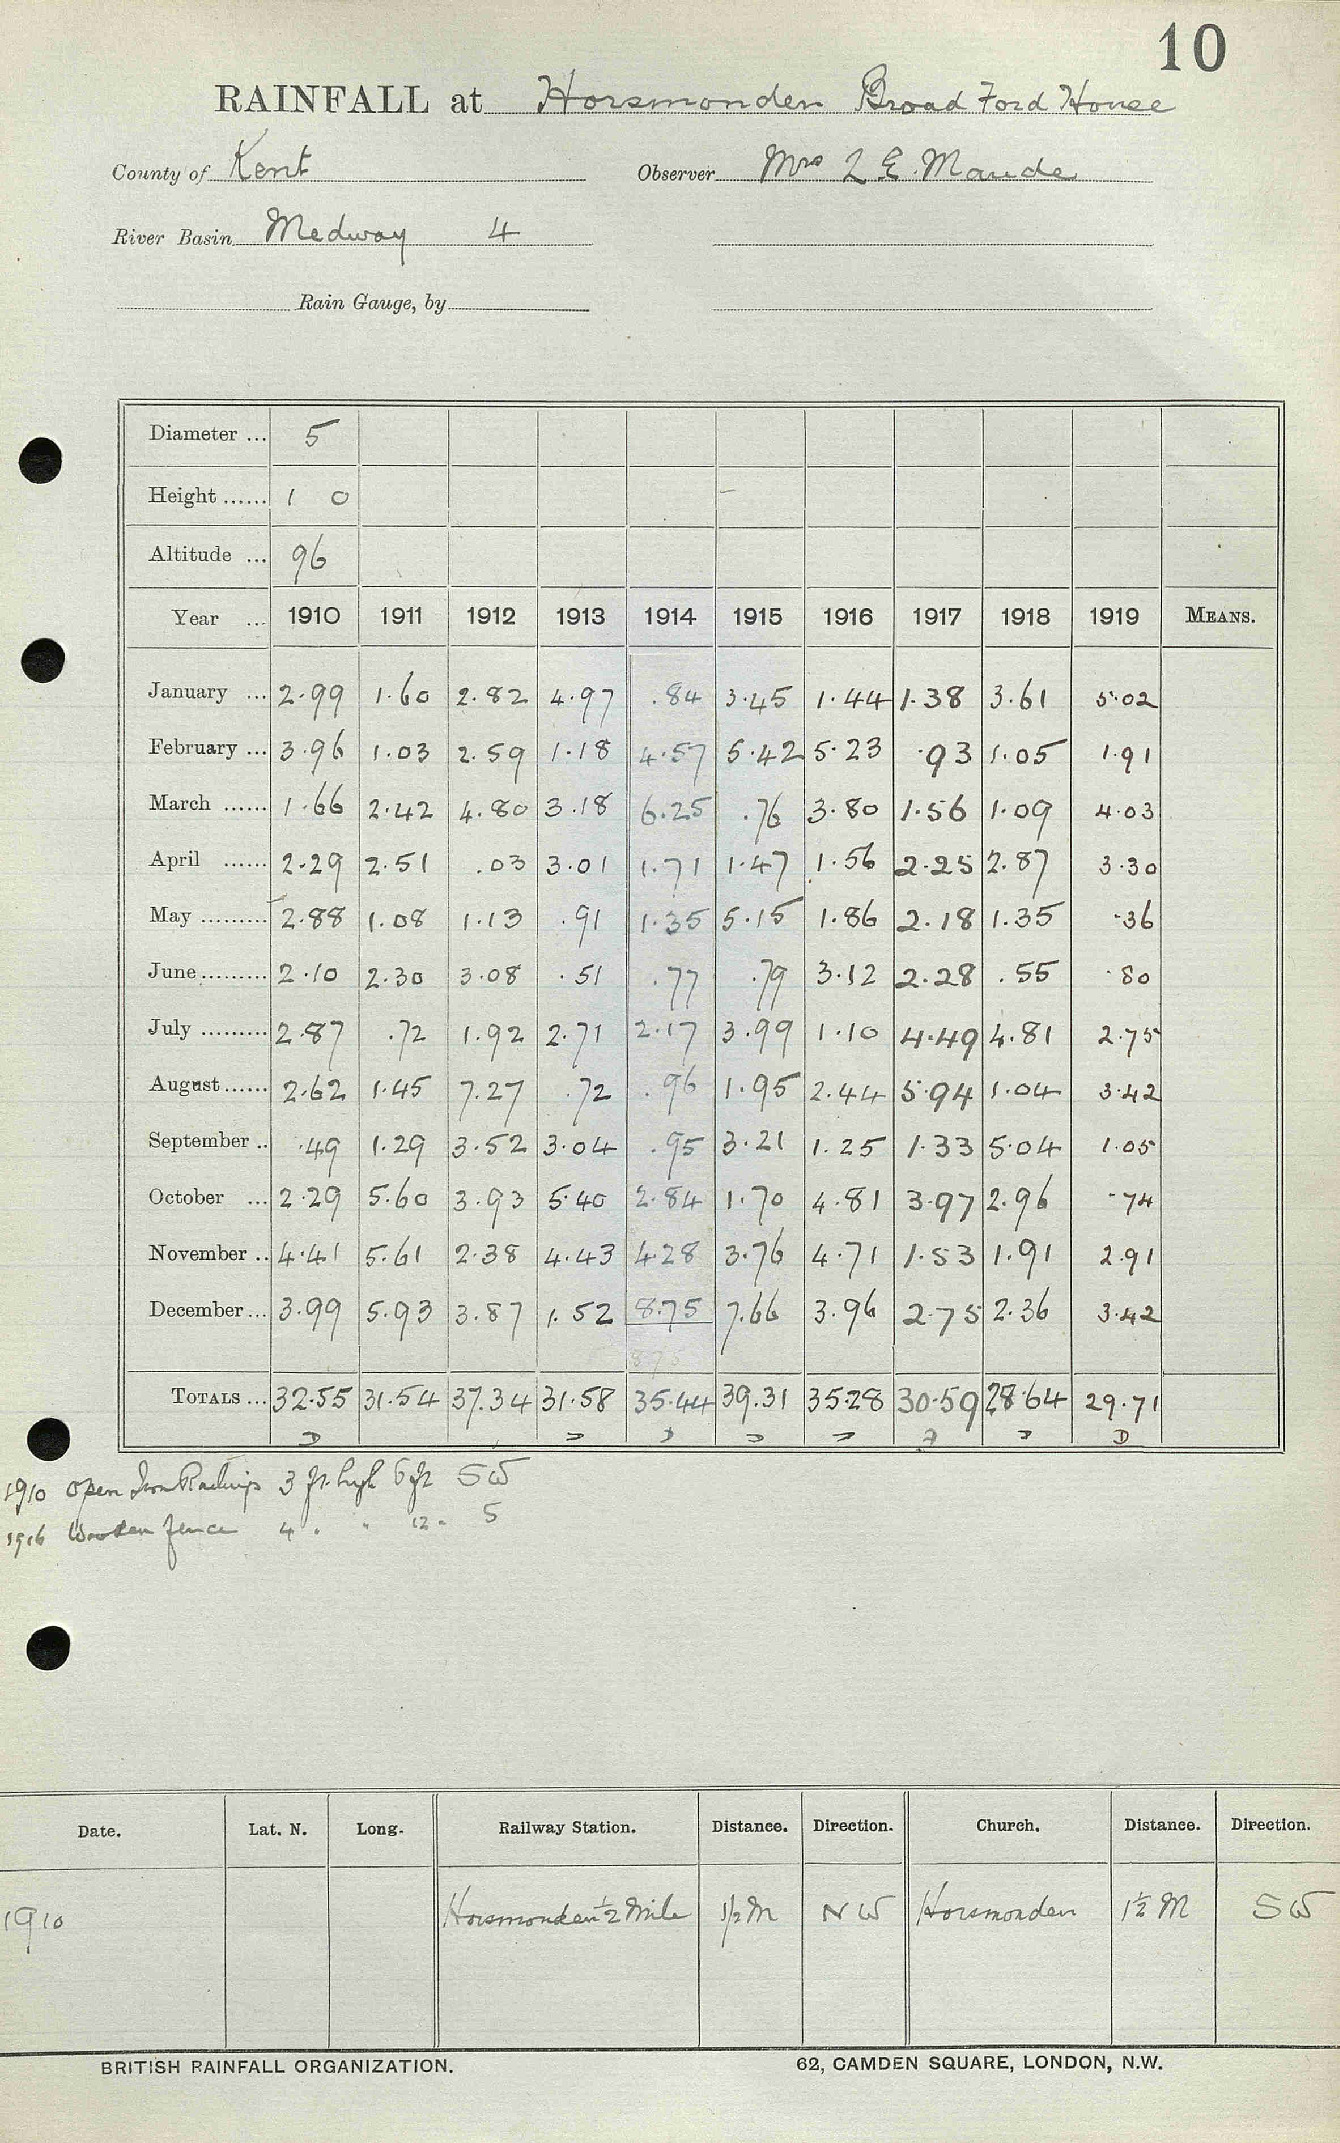 10
RAINFALL at Horsmonden Broad Ford House
County of Kent Observer Mrs L E. Maude
River Basin Medway 4
Rain Gauge, by
Diameter ... 5
Height ...... 1 0
Altitude ... 96
Year ... 1910 1911 1912 1913 1914 1915 1916 1917 1918 1919 MEANS.
January ... 2.99 1.60 2.82 4.97 .84 3.45 1.44 1.38 3.61 5.02
February ... 3.96 1.03 2.59 1.18 4.57 5.42 5.23 .93 1.05 1.91
March ...... 1.66 2.42 4.80 3.18 6.25 .76 3.80 1.56 1.09 4.03
April ...... 2.29 2.51 .03 3.01 1.71 1.47 1.56 2.25 2.87 3.30
May ......... 2.88 1.08 1.13 .91 1.35 5.15 1.86 2.18 1.35 .36
June ......... 2.10 2.30 3.08 .51 .77 .79 3.12 2.28 .55 .80
July ......... 2.87 .72 1.92 2.71 2.17 3.99 1.10 4.49 4.81 2.75
August ...... 2.62 1.45 7.27 .72 .96 1.95 2.44 5.94 1.04 3.42
September .. .49 1.29 3.52 3.04 .95 3.21 1.25 1.33 5.04 1.05
October ... 2.29 5.60 3.93 5.40 2.84 1.70 4.81 3.97 2.96 .74
November .. 4.41 5.61 2.38 4.43 4.28 3.76 4.71 1.53 1.91 2.91
December ... 3.99 5.93 3.87 1.52 8.75 7.66 3.96 2.75 2.36 3.42
875
TOTALS ... 32.55 31.54 37.34 31.58 35.44 39.31 35.28 30.59 28.64 29.71
D D D
1910 Open Iron Railings 3 ft. high 6 ft SW
1916 Wooden fence 4 " " 12 " S
Date. Lat. N. Long. Railway Station. Distance. Direction. Church. Distance. Direction.
1910 Horsmonden 1/2 Mile 1/2 M NW Horsmonden 1 1/2 M SW
BRITISH RAINFALL ORGANIZATION. 62, CAMDEN SQUARE, LONDON, N.W.